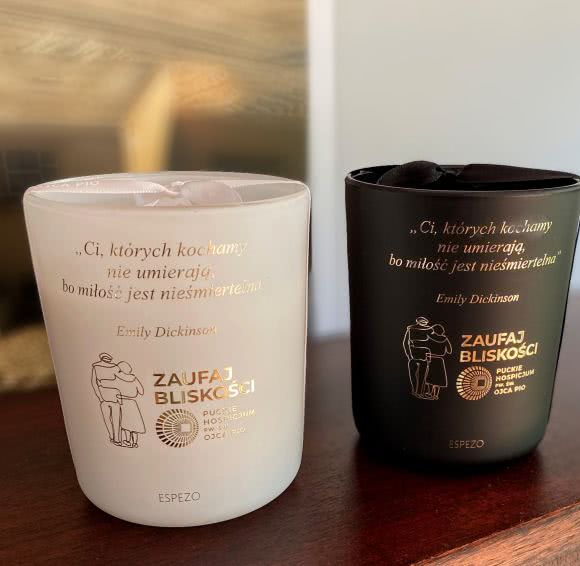 OJCA PIO
„Ci, których kochamy
nie umierają,
bo miłość jest nieśmiertelna
Emily Dickinson
ZAUFAJ
BLISKOŚCI
PUCKIE
HOSPICJUM
PW. ŚW.
OJCA PIO
ESPEZO
„Ci, których kochamy
nie umierają,
bo miłość jest nieśmiertelna”
Emily Dickinson
ZAUFAJ
BLISKOŚCI
PUCKIE
HOSPICJUM
PW. ŚW.
OJCA PIO
ESPEZO